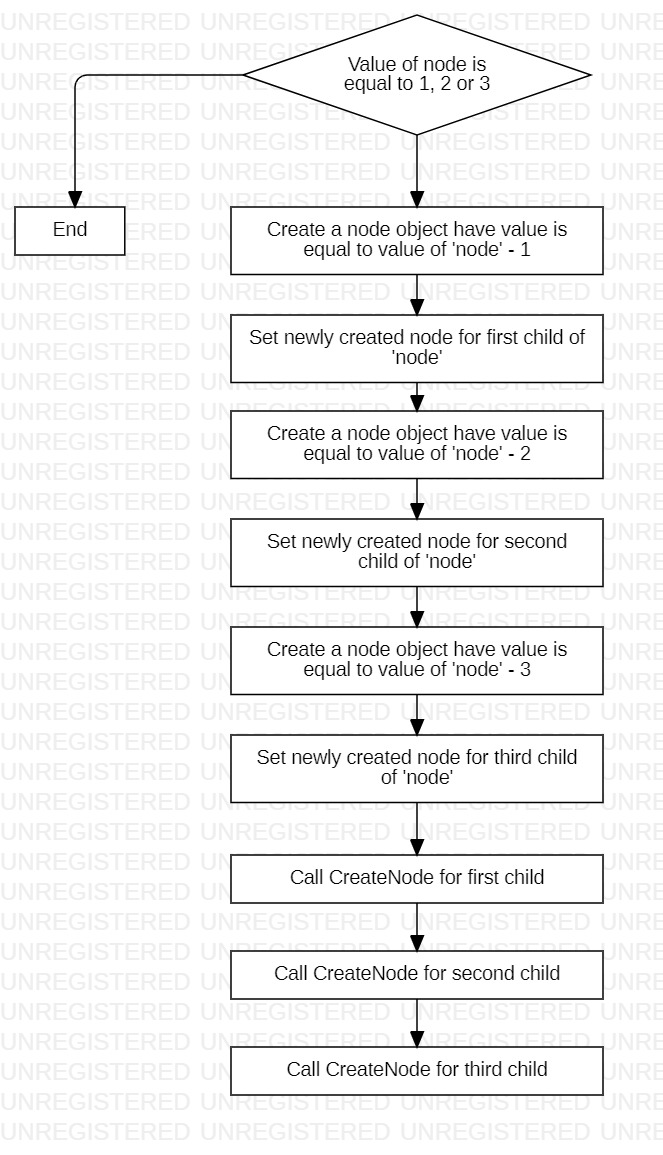 Value of node is
equal to 1, 2 or 3
End
Create a node object have value is
equal to value of 'node' - 1
Set newly created node for first child of
'node'
Create a node object have value is
equal to value of 'node' - 2
Set newly created node for second
child of 'node'
Create a node object have value is
equal to value of 'node' - 3
Set newly created node for third child
of 'node'
Call CreateNode for first child
Call CreateNode for second child
Call CreateNode for third child
UNREGISTERED